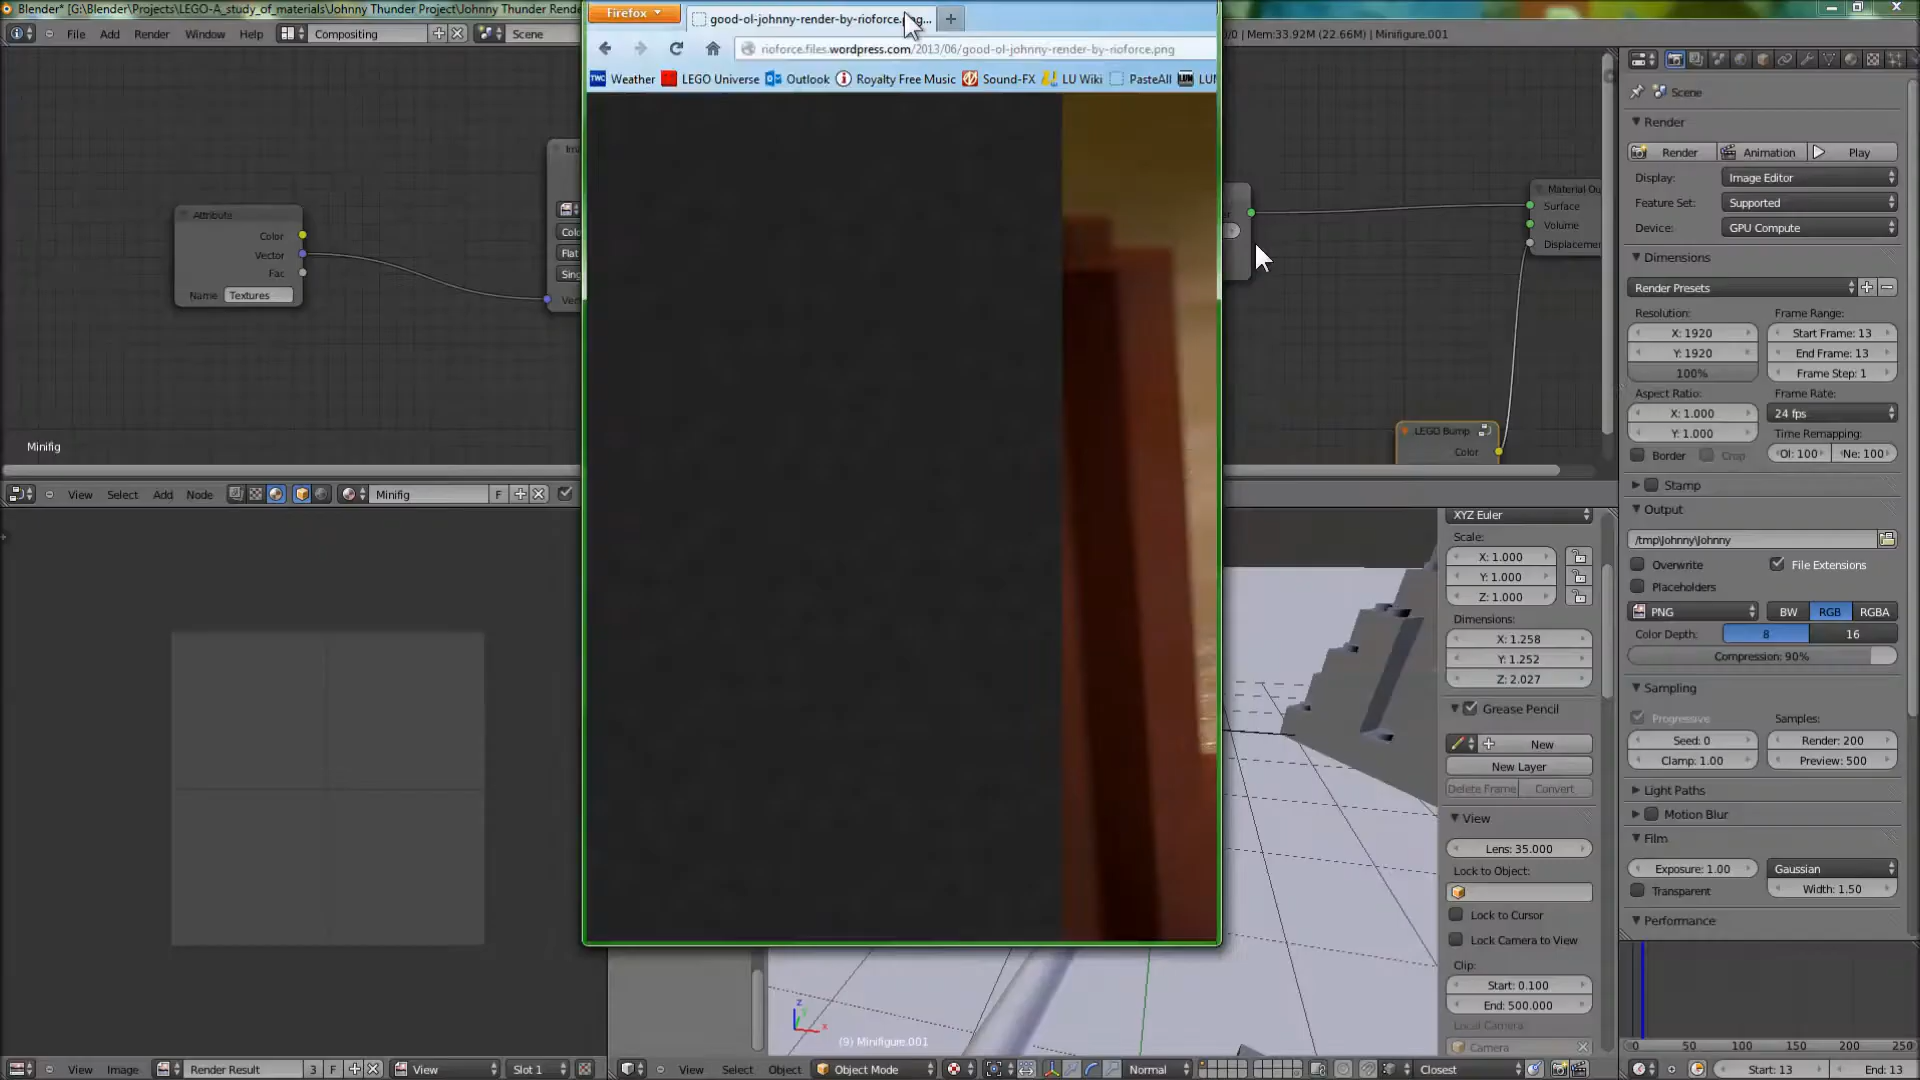 Blender* [G:\Blender\Projects\LEGO-A_study_of_materials\Johnny Thunder Project\Johnny Thunder Rende
Firefox
good-ol-johnny-render-by-rioforce.png...
File Add Render Window Help
Compositing
Scene
rioforce.files.wordpress.com/2013/06/good-ol-johnny-render-by-rioforce.png
/0 | Mem:33.92M (22.66M) | Minifigure.001
Weather LEGO Universe Outlook Royalty Free Music Sound-FX LU Wiki PasteAll
Attribute
Color
Vector
Fac
Name Textures
Flat
Surface
Volume
LEGO Bump
Color
Minifig
View Select Add Node
Minifig F
Scene
Render
Render Animation Play
Display: Image Editor
Feature Set: Supported
Device: GPU Compute
Dimensions
Render Presets
Resolution: Frame Range:
X: 1920 Start Frame: 13
Y: 1920 End Frame: 13
100% Frame Step: 1
Aspect Ratio: Frame Rate:
X: 1.000 24 fps
Y: 1.000 Time Remapping:
Border Crop Ol: 100 Ne: 100
Stamp
Output
/tmp\Johnny\Johnny
Overwrite File Extensions
Placeholders
PNG BW RGB RGBA
Color Depth: 8 16
Compression: 90%
Sampling
Progressive Samples:
Seed: 0 Render: 200
Clamp: 1.00 Preview: 500
Light Paths
Motion Blur
Film
Exposure: 1.00 Gaussian
Transparent Width: 1.50
Performance
XYZ Euler
Scale:
X: 1.000
Y: 1.000
Z: 1.000
Dimensions:
X: 1.258
Y: 1.252
Z: 2.027
Grease Pencil
New
New Layer
Delete Frame Convert
View
Lens: 35.000
Lock to Object:
Lock to Cursor
Lock Camera to View
Clip:
Start: 0.100
End: 500.000
Local Camera
Camera
z
x
(9) Minifigure.001
0 50 100 150 200 250
View Image Render Result 3 F View Slot 1
View Select Object Object Mode Normal Closest
Start: 13 End: 13